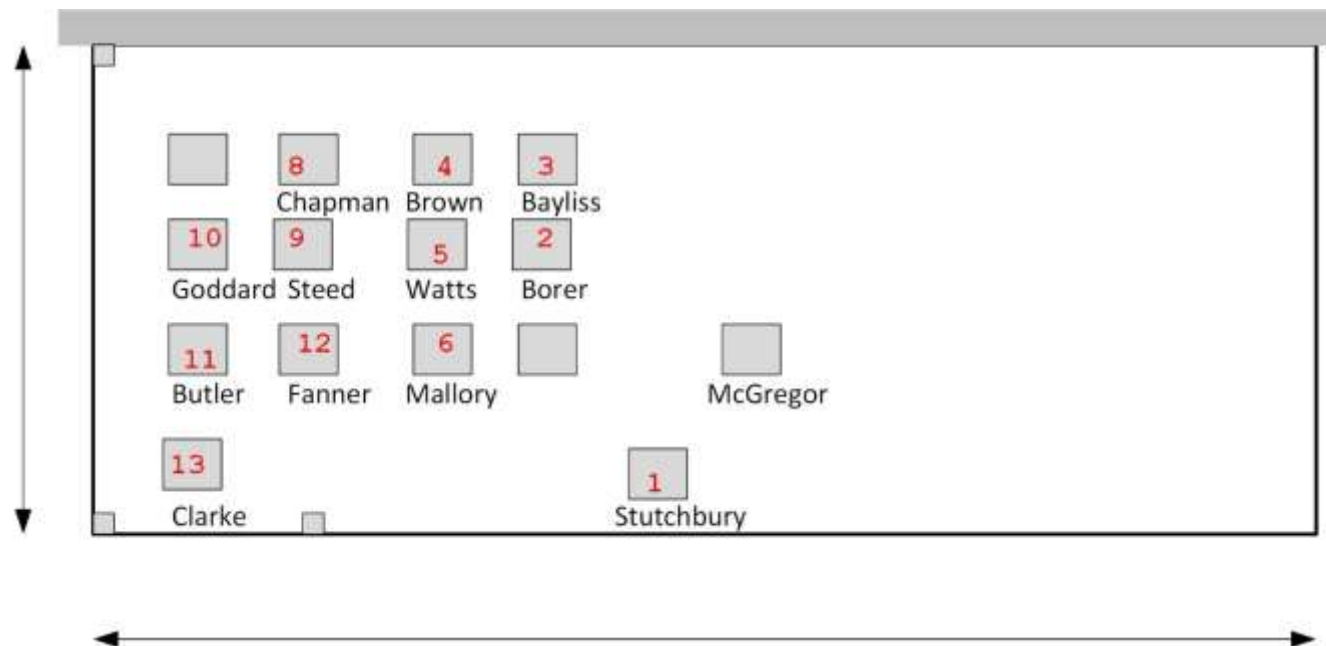 8 4 3
Chapman Brown Bayliss
10 9 5 2
Goddard Steed Watts Borer
11 12 6
Butler Fanner Mallory McGregor
13 1
Clarke Stutchbury